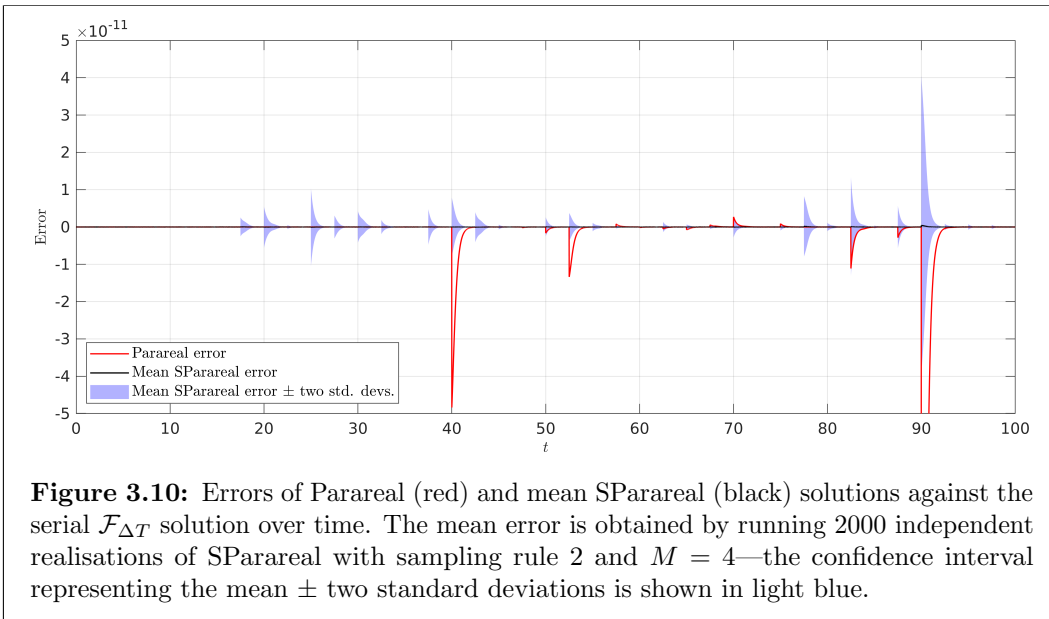 ×10⁻¹¹
5
4
3
2
1
0
-1
-2
-3
-4
-5
Error
Parareal error
Mean SParareal error
Mean SParareal error ± two std. devs.
0 10 20 30 40 50 60 70 80 90 100
t
Figure 3.10: Errors of Parareal (red) and mean SParareal (black) solutions against the
serial 𝓕ΔT solution over time. The mean error is obtained by running 2000 independent
realisations of SParareal with sampling rule 2 and M = 4—the confidence interval
representing the mean ± two standard deviations is shown in light blue.